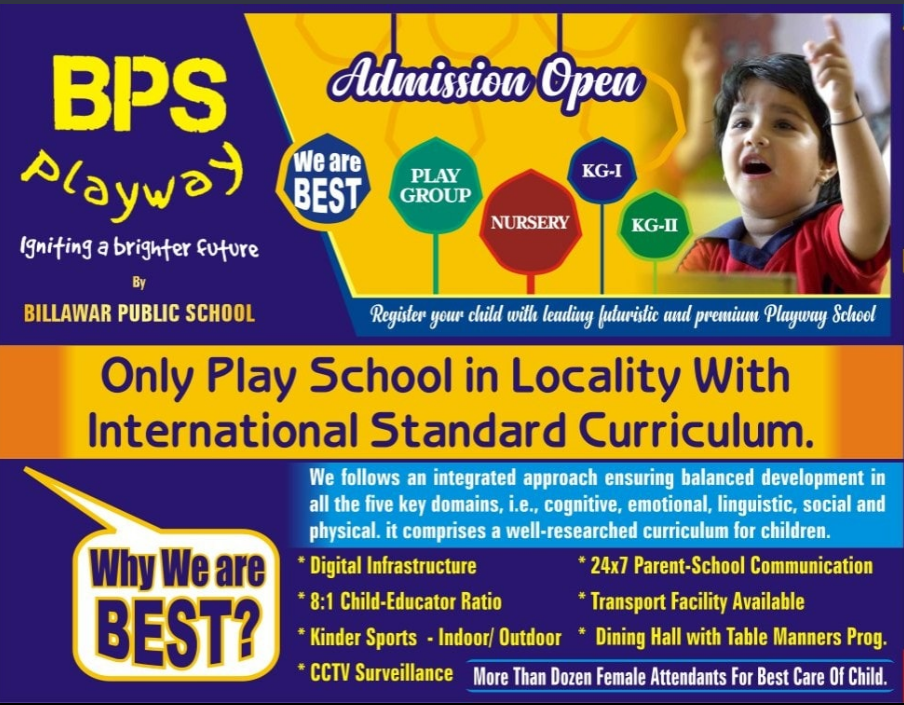 BPS
Playway
Igniting a brighter future
By
BILLAWAR PUBLIC SCHOOL
Admission Open
We are
BEST
PLAY
GROUP
NURSERY
KG-I
KG-II
Register your child with leading futuristic and premium Playway School
Only Play School in Locality With
International Standard Curriculum.
Why We are
BEST?
We follows an integrated approach ensuring balanced development in
all the five key domains, i.e., cognitive, emotional, linguistic, social and
physical. it comprises a well-researched curriculum for children.
* Digital Infrastructure
* 8:1 Child-Educator Ratio
* Kinder Sports - Indoor/ Outdoor
* CCTV Surveillance
* 24x7 Parent-School Communication
* Transport Facility Available
* Dining Hall with Table Manners Prog.
More Than Dozen Female Attendants For Best Care Of Child.